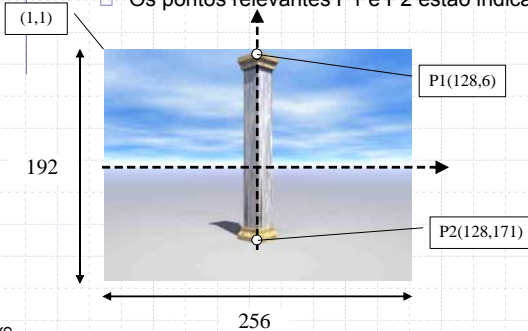 Os pontos relevantes P1 e P2 estão indica
(1,1)
P1(128,6)
192
P2(128,171)
256